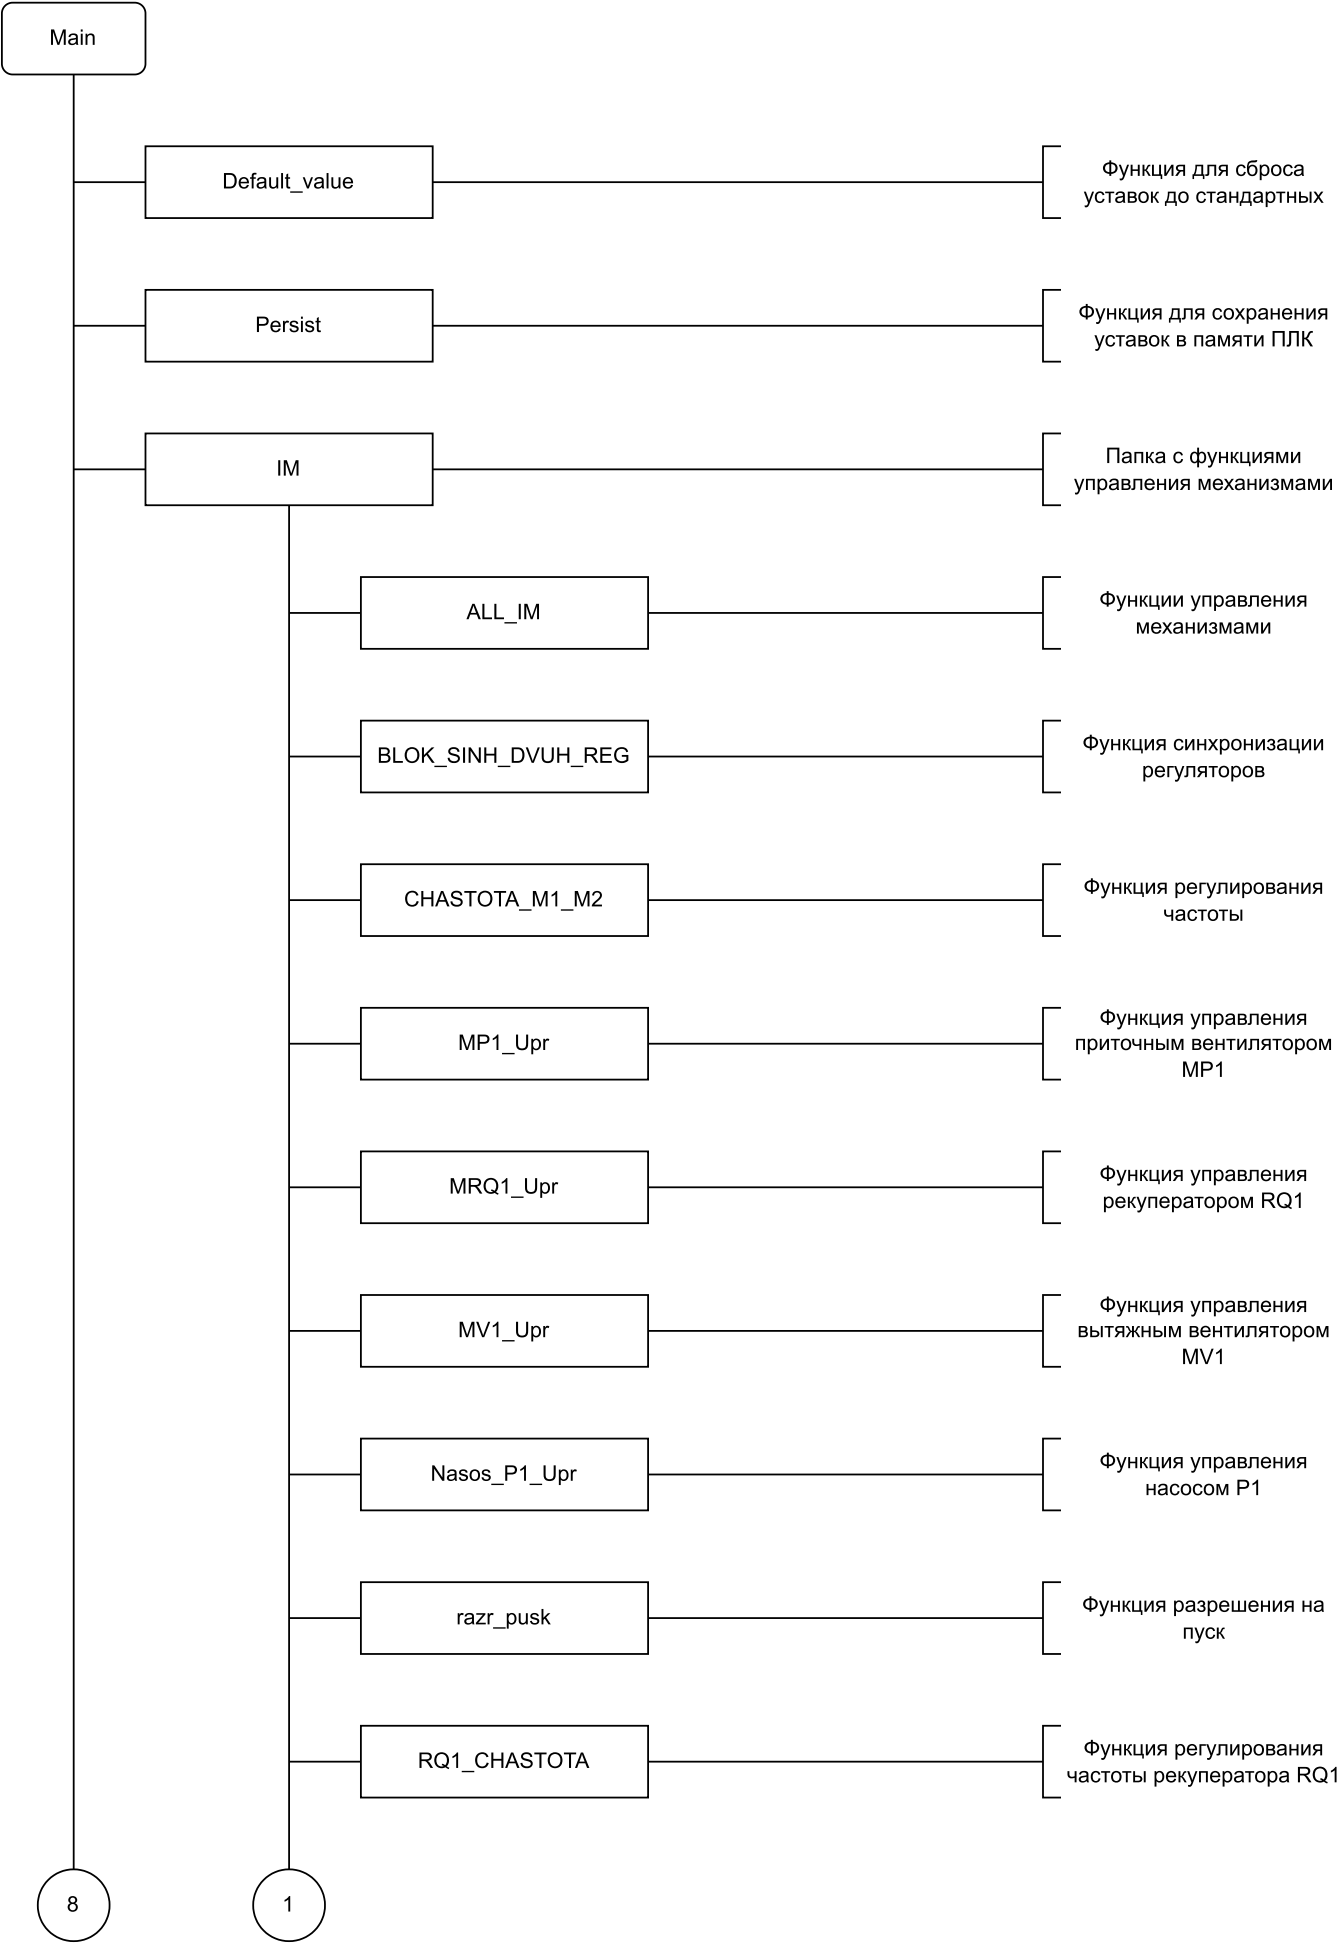 Main
Default_value
Функция для сброса
уставок до стандартных
Persist
Функция для сохранения
уставок в памяти ПЛК
IM
Папка с функциями
управления механизмами
ALL_IM
Функции управления
механизмами
BLOK_SINH_DVUH_REG
Функция синхронизации
регуляторов
CHASTOTA_M1_M2
Функция регулирования
частоты
MP1_Upr
Функция управления
приточным вентилятором
MP1
MRQ1_Upr
Функция управления
рекуператором RQ1
MV1_Upr
Функция управления
вытяжным вентилятором
MV1
Nasos_P1_Upr
Функция управления
насосом P1
razr_pusk
Функция разрешения на
пуск
RQ1_CHASTOTA
Функция регулирования
частоты рекуператора RQ1
8
1